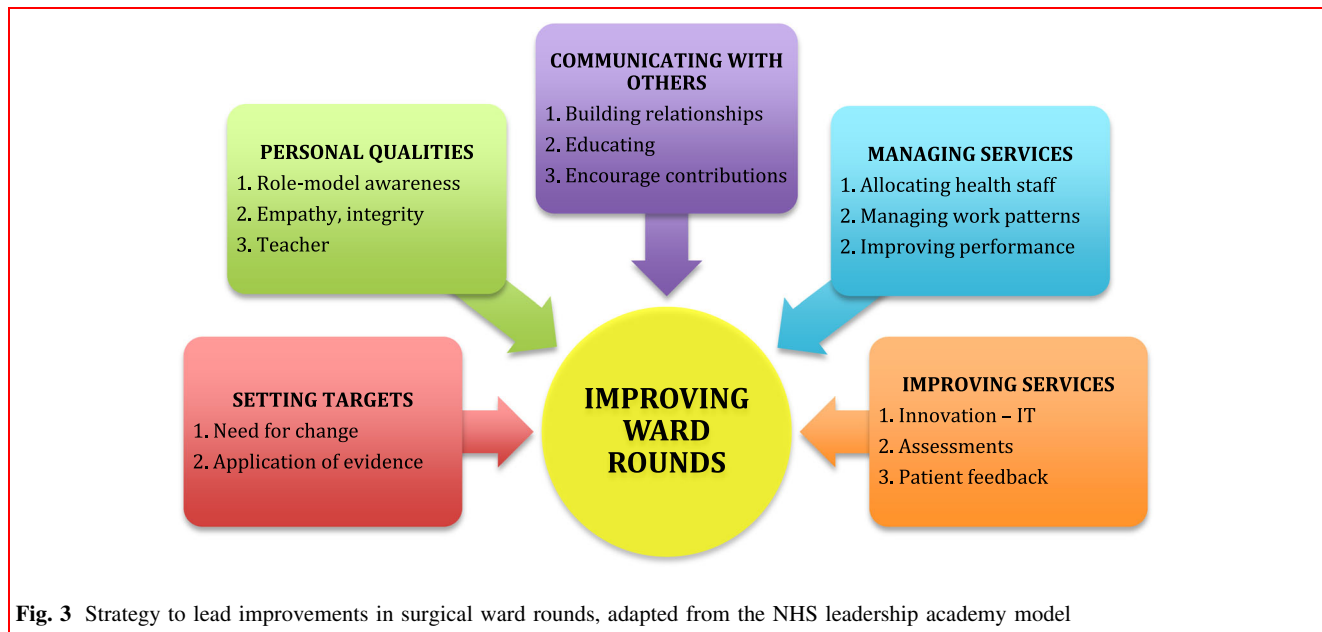 COMMUNICATING WITH
OTHERS
1. Building relationships
2. Educating
3. Encourage contributions
PERSONAL QUALITIES
1. Role-model awareness
2. Empathy, integrity
3. Teacher
MANAGING SERVICES
1. Allocating health staff
2. Managing work patterns
2. Improving performance
SETTING TARGETS
1. Need for change
2. Application of evidence
IMPROVING
WARD
ROUNDS
IMPROVING SERVICES
1. Innovation – IT
2. Assessments
3. Patient feedback
Fig. 3 Strategy to lead improvements in surgical ward rounds, adapted from the NHS leadership academy model